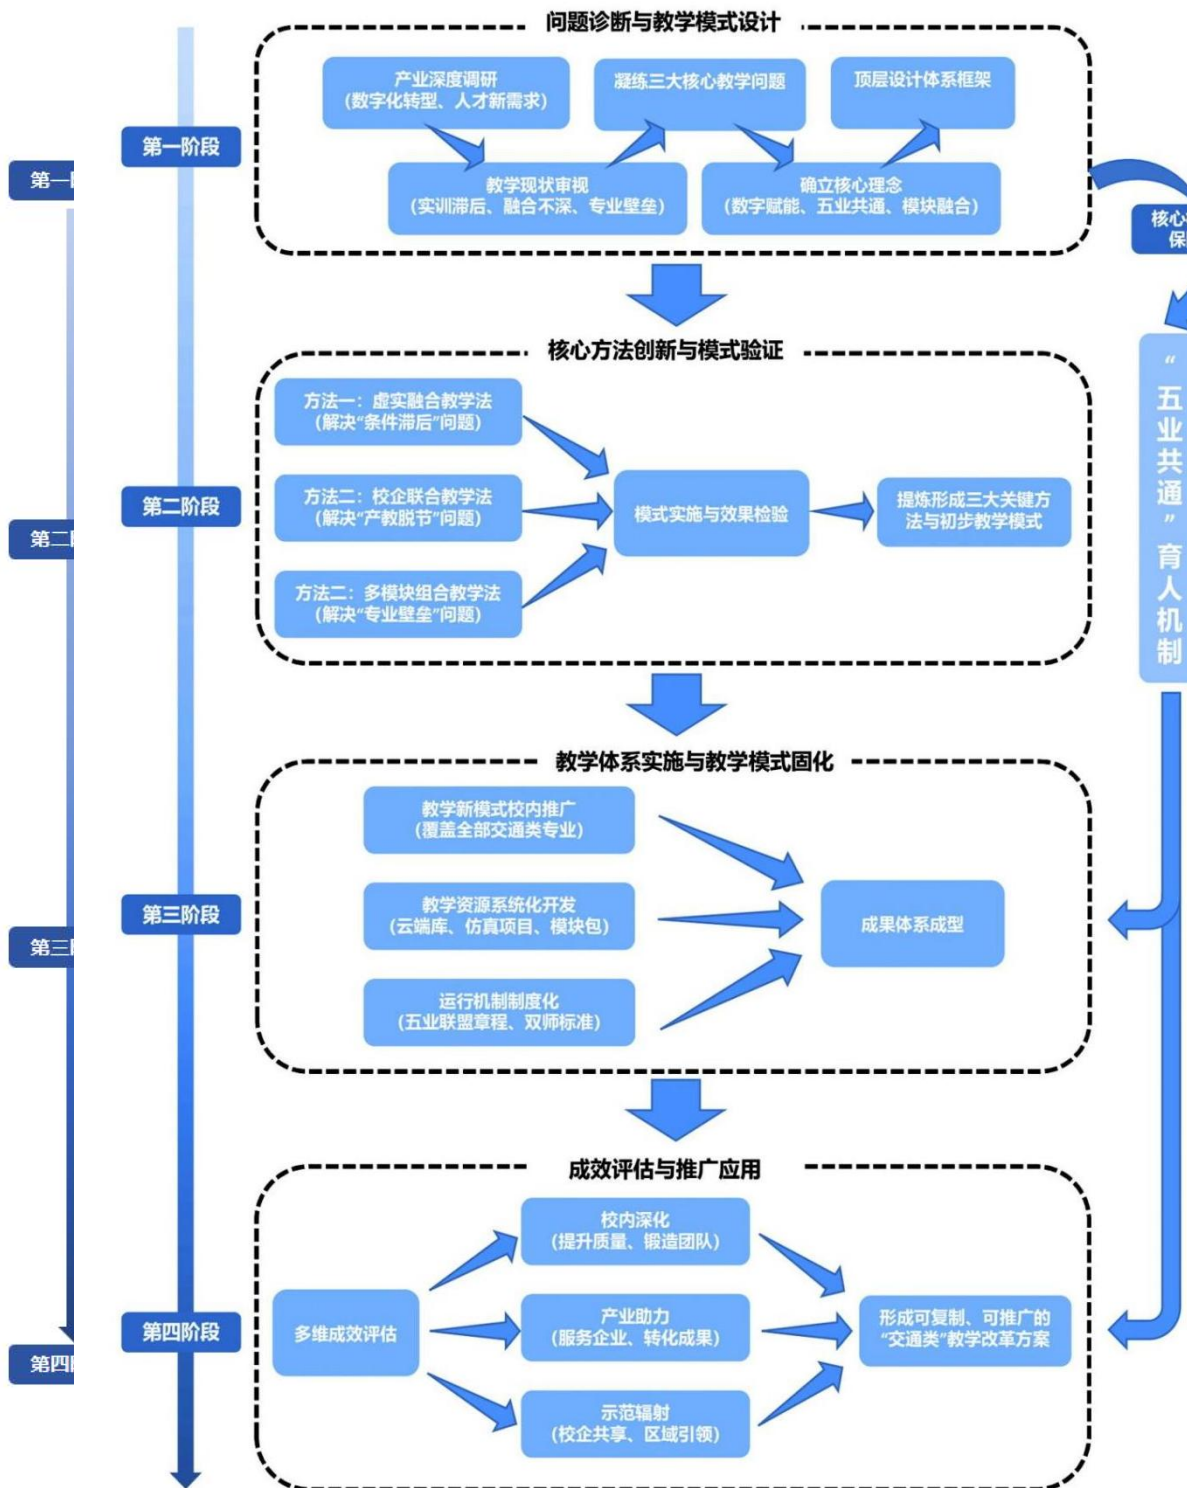 问题诊断与教学模式设计
第一阶段
第一
产业深度调研
（数字化转型、人才新需求）
凝练三大核心教学问题
顶层设计体系框架
教学现状审视
（实训滞后、融合不深、专业壁垒）
确立核心理念
（数字赋能、五业共通、模块融合）
核心
保
“五业共通”育人机制
核心方法创新与模式验证
第二阶段
第二
方法一：虚实融合教学法
（解决“条件滞后”问题）
方法二：校企联合教学法
（解决“产教脱节”问题）
方法二：多模块组合教学法
（解决“专业壁垒”问题）
模式实施与效果检验
提炼形成三大关键方
法与初步教学模式
教学体系实施与教学模式固化
第三阶段
第三
教学新模式校内推广
（覆盖全部交通类专业）
教学资源系统化开发
（云端库、仿真项目、模块包）
运行机制制度化
（五业联盟章程、双师标准）
成果体系成型
成效评估与推广应用
第四阶段
第四
多维成效评估
校内深化
（提升质量、锻造团队）
产业助力
（服务企业、转化成果）
示范辐射
（校企共享、区域引领）
形成可复制、可推广的
“交通类”教学改革方案